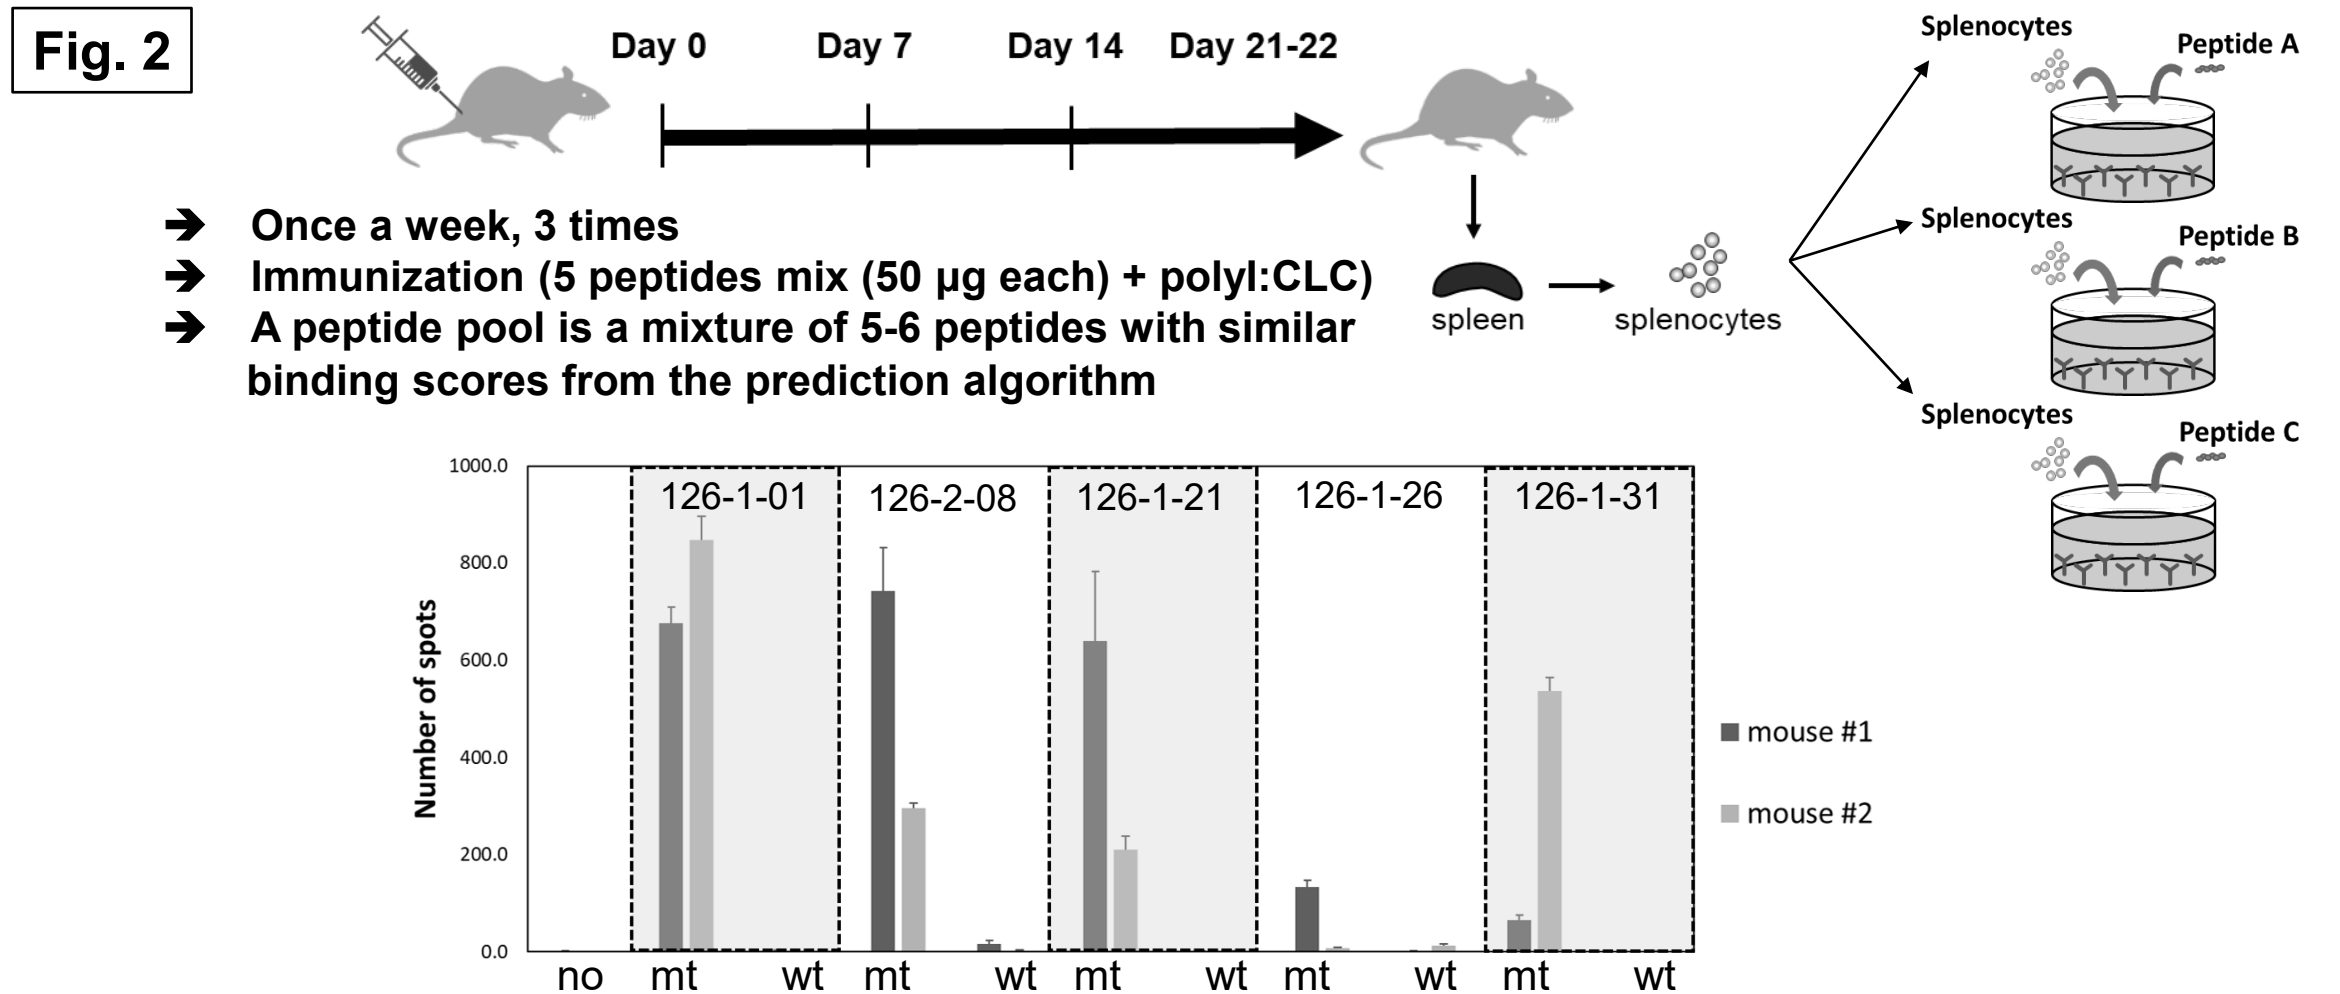 Fig. 2
Day 0
Day 7
Day 14
Day 21-22
➔ Once a week, 3 times
➔ Immunization (5 peptides mix (50 µg each) + polyI:CLC)
➔ A peptide pool is a mixture of 5-6 peptides with similar
binding scores from the prediction algorithm
spleen
splenocytes
Splenocytes
Peptide A
Splenocytes
Peptide B
Splenocytes
Peptide C
Number of spots
1000.0
800.0
600.0
400.0
200.0
0.0
126-1-01
126-2-08
126-1-21
126-1-26
126-1-31
no
mt
wt
mt
wt
mt
wt
mt
wt
mt
wt
mouse #1
mouse #2